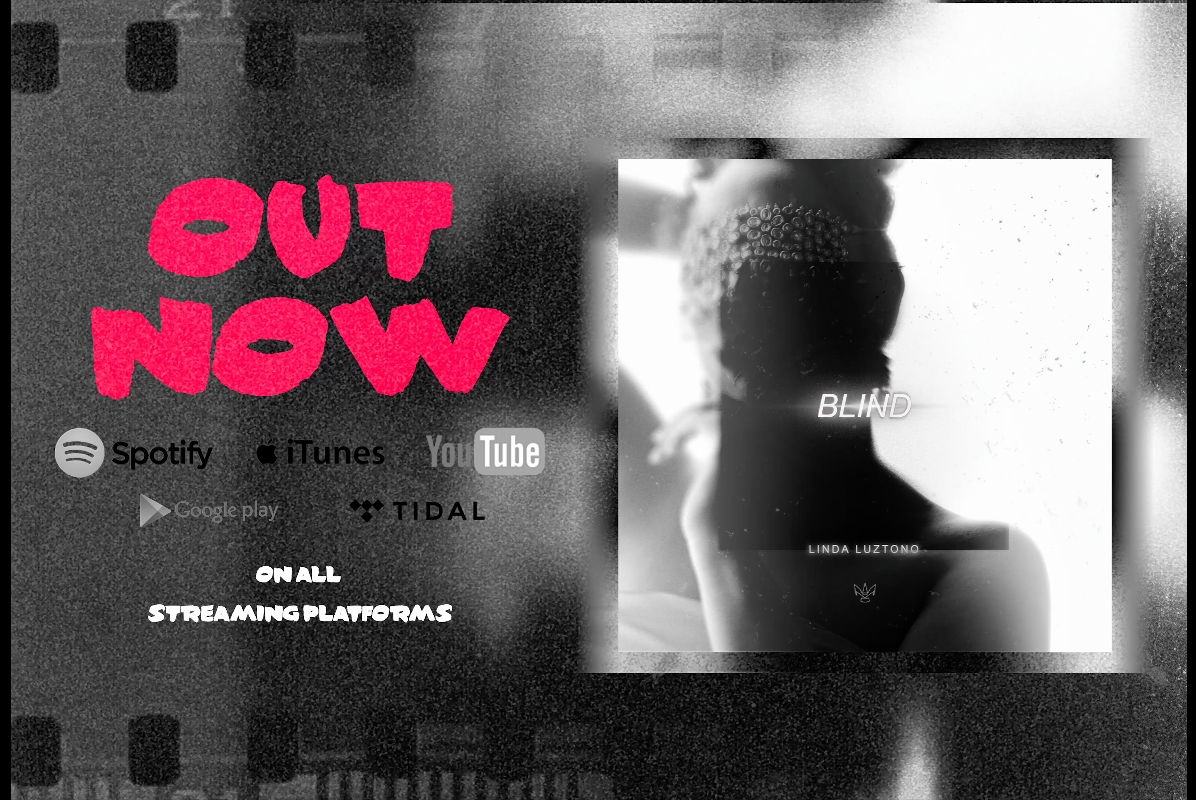 OUT
NOW
Spotify iTunes YouTube
Google play TIDAL
ON ALL
STREAMING PLATFORMS
BLIND
LINDA LUZTONO